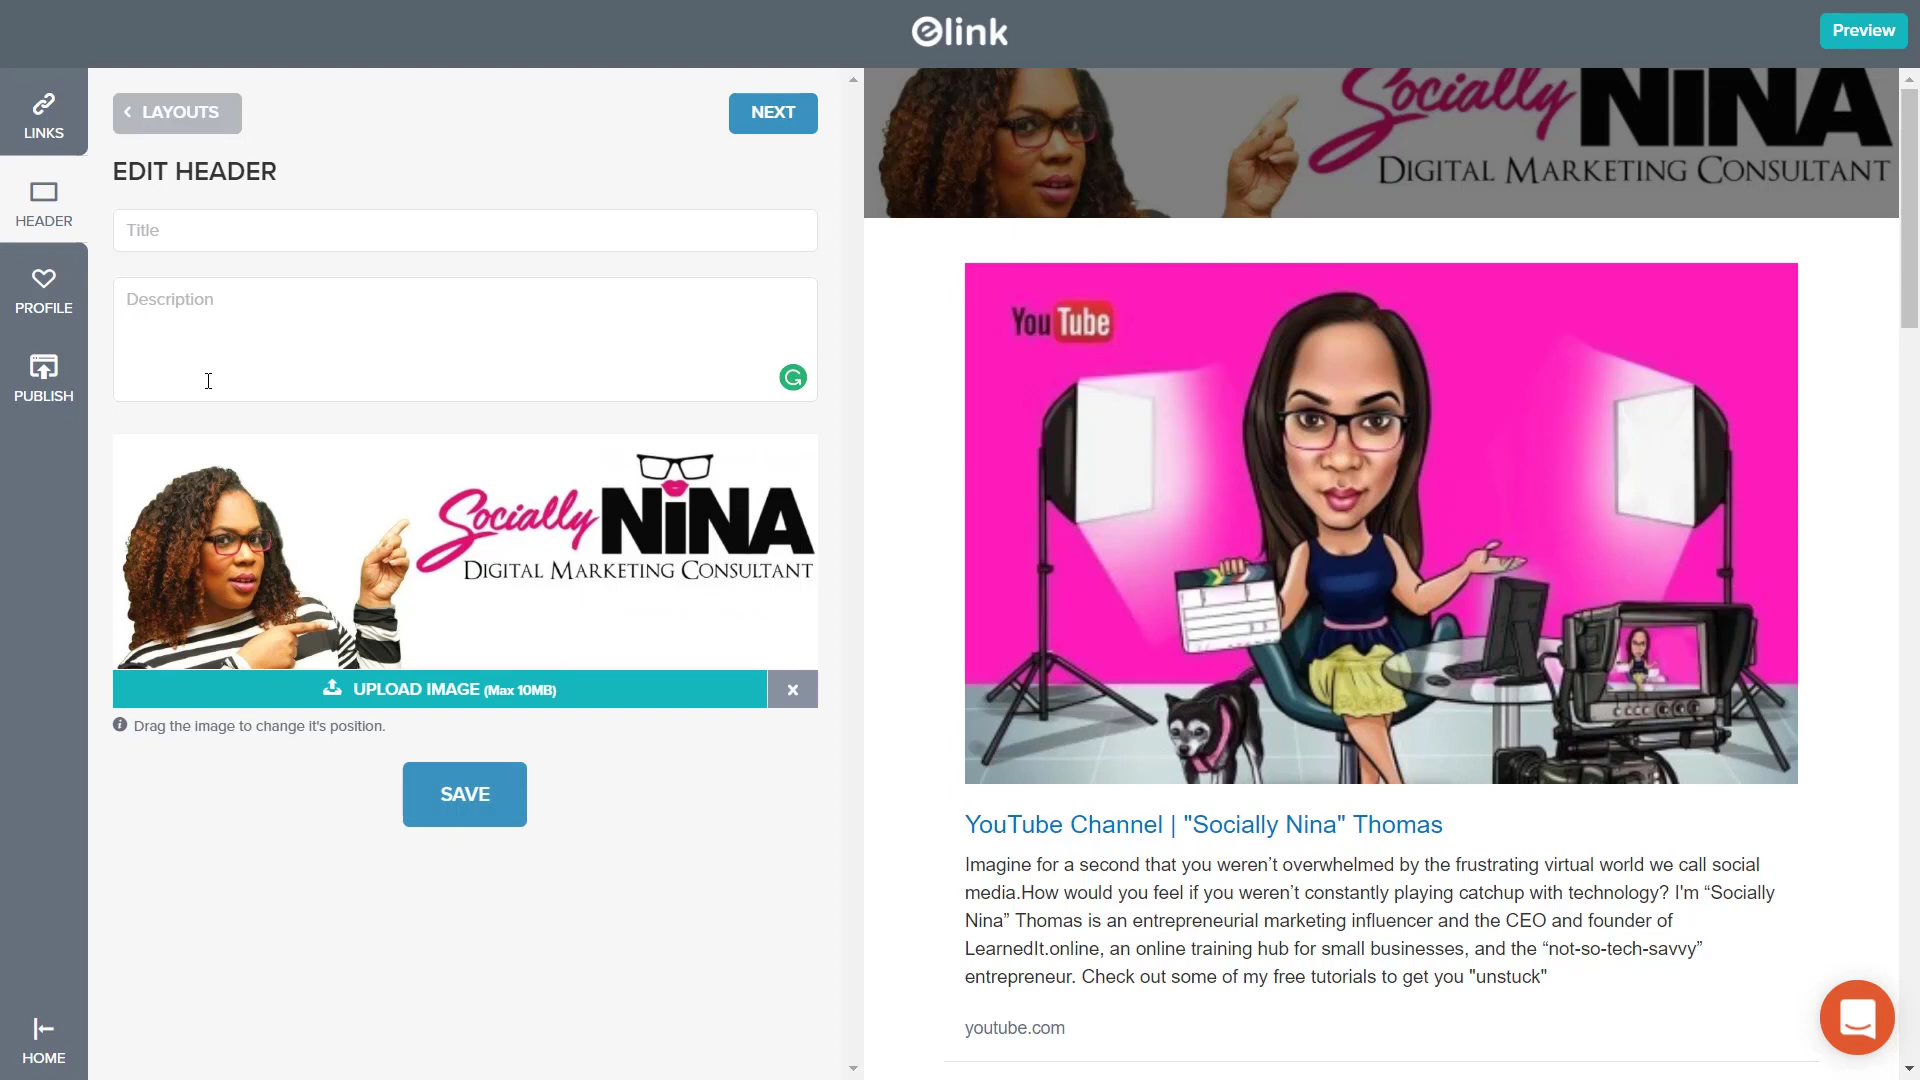 elink
Preview
LINKS
HEADER
PROFILE
PUBLISH
HOME
LAYOUTS
NEXT
EDIT HEADER
Title
Description
Socially NiNA
DIGITAL MARKETING CONSULTANT
UPLOAD IMAGE (Max 10MB)
Drag the image to change it's position.
SAVE
Socially NiNA
DIGITAL MARKETING CONSULTANT
YouTube
YouTube Channel | "Socially Nina" Thomas
Imagine for a second that you weren’t overwhelmed by the frustrating virtual world we call social
media.How would you feel if you weren’t constantly playing catchup with technology? I'm “Socially
Nina” Thomas is an entrepreneurial marketing influencer and the CEO and founder of
LearnedIt.online, an online training hub for small businesses, and the “not-so-tech-savvy”
entrepreneur. Check out some of my free tutorials to get you "unstuck"
youtube.com